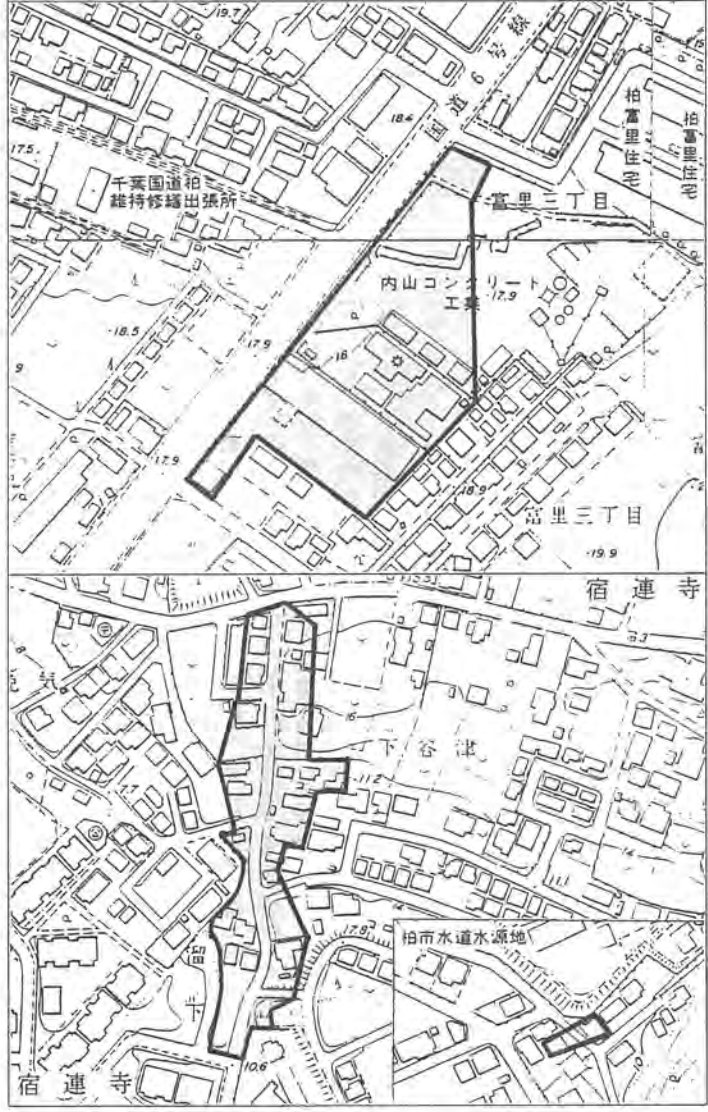 19.7
18.4
国道6号線
柏富里住宅
柏富里住宅
17.5
千葉国道柏
維持修繕出張所
富里三丁目
内山コンクリート
工業
17.9
18.5
17.9
16
9
17.9
18.9
富里三丁目
19.9
宿連寺
16
下谷津
11.2
14
11.1
17.8
柏市水道水源地
下
10.6
宿連寺